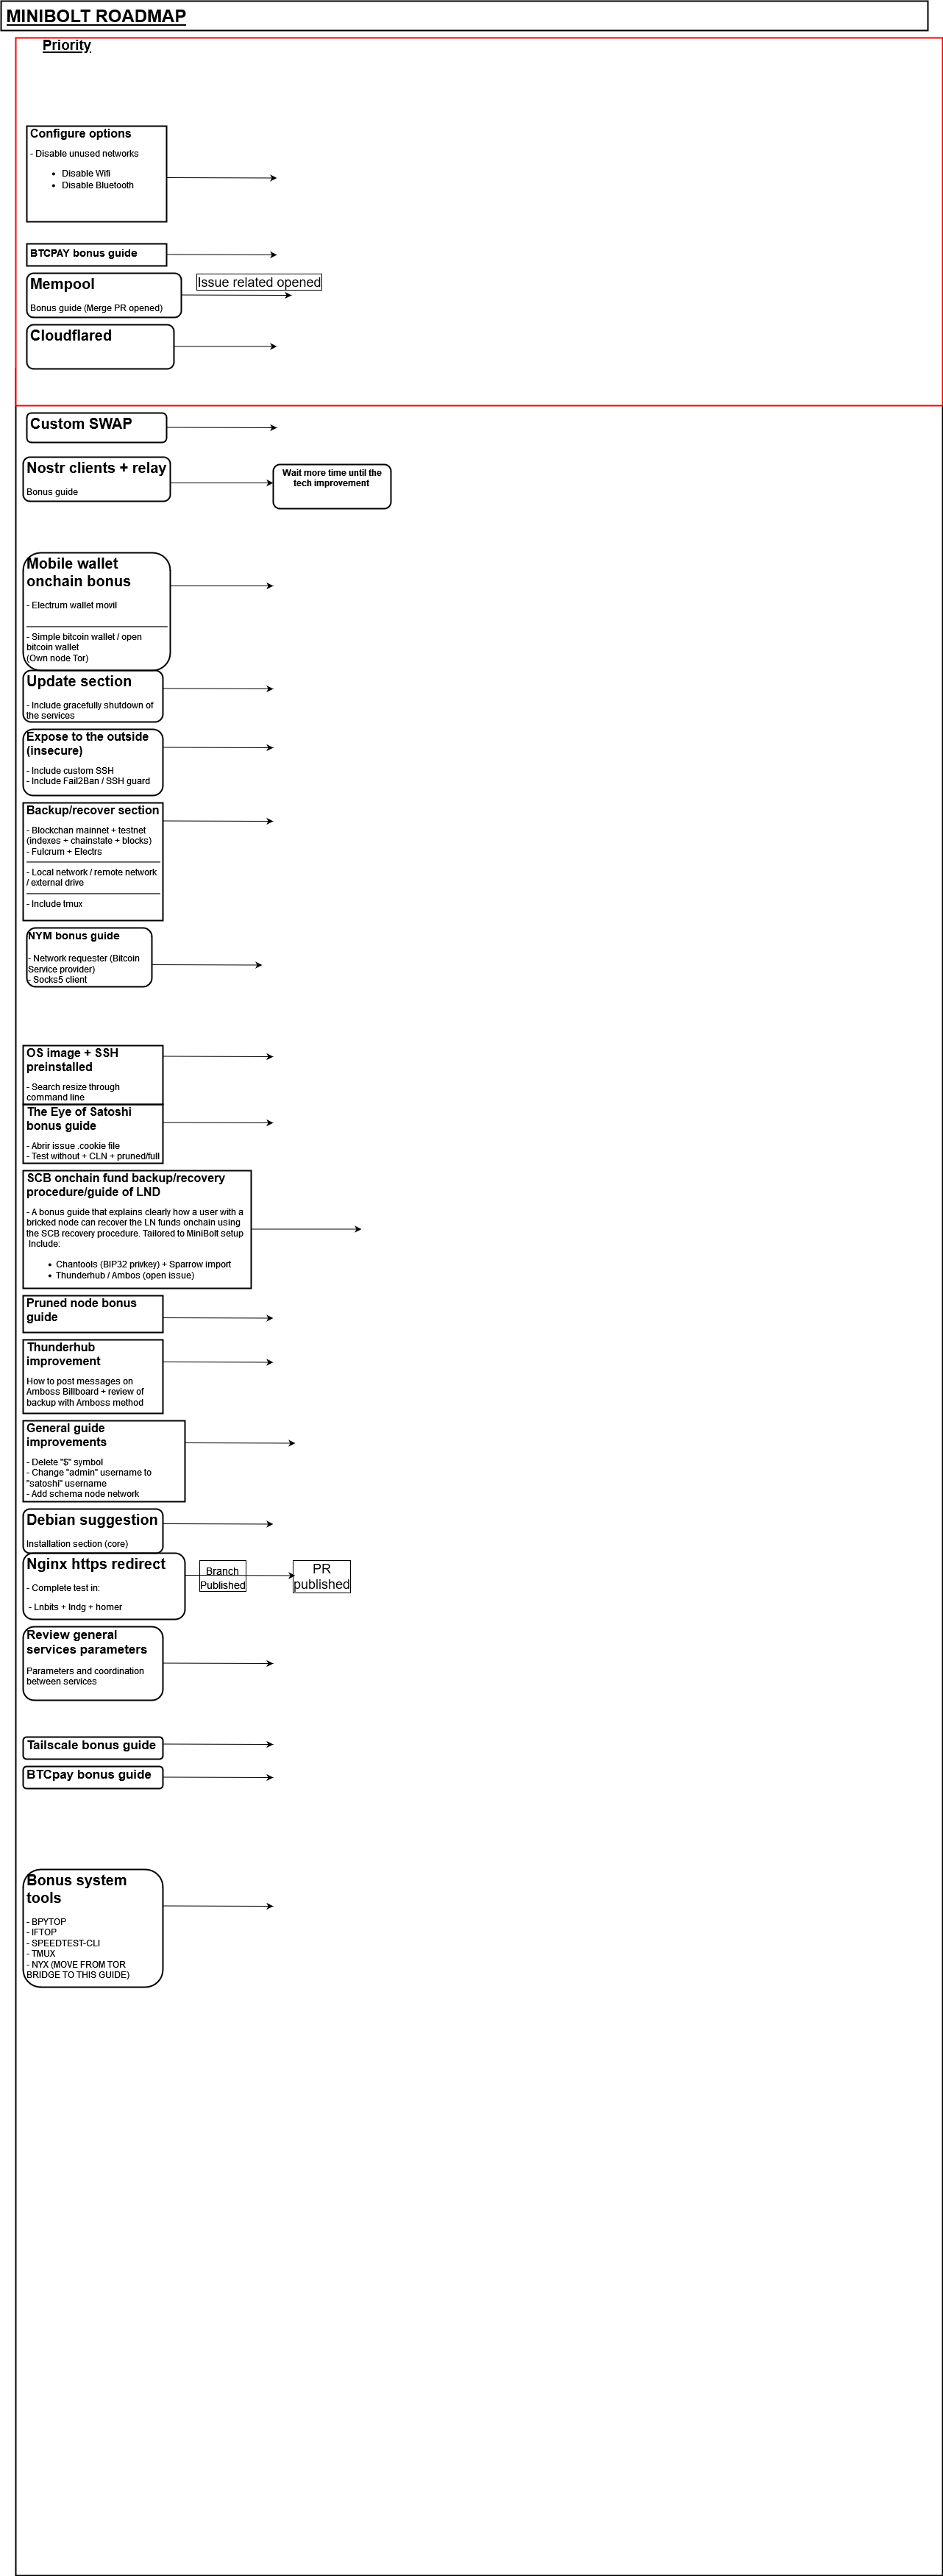 MINIBOLT ROADMAP
Priority
Configure options
- Disable unused networks
• Disable Wifi
• Disable Bluetooth
BTCPAY bonus guide
Mempool
Bonus guide (Merge PR opened)
Issue related opened
Cloudflared
Custom SWAP
Nostr clients + relay
Bonus guide
Wait more time until the
tech improvement
Mobile wallet
onchain bonus
- Electrum wallet movil
- Simple bitcoin wallet / open
bitcoin wallet
(Own node Tor)
Update section
- Include gracefully shutdown of
the services
Expose to the outside
(insecure)
- Include custom SSH
- Include Fail2Ban / SSH guard
Backup/recover section
- Blockchan mainnet + testnet
(indexes + chainstate + blocks)
- Fulcrum + Electrs
- Local network / remote network
/ external drive
- Include tmux
NYM bonus guide
- Network requester (Bitcoin
Service provider)
- Socks5 client
OS image + SSH
preinstalled
- Search resize through
command line
The Eye of Satoshi
bonus guide
- Abrir issue .cookie file
- Test without + CLN + pruned/full
SCB onchain fund backup/recovery
procedure/guide of LND
- A bonus guide that explains clearly how a user with a
bricked node can recover the LN funds onchain using
the SCB recovery procedure. Tailored to MiniBolt setup
Include:
• Chantools (BIP32 privkey) + Sparrow import
• Thunderhub / Ambos (open issue)
Pruned node bonus
guide
Thunderhub
improvement
How to post messages on
Amboss Billboard + review of
backup with Amboss method
General guide
improvements
- Delete "$" symbol
- Change "admin" username to
"satoshi" username
- Add schema node network
Debian suggestion
Installation section (core)
Nginx https redirect
- Complete test in:
- Lnbits + lndg + homer
Branch
Published
PR
published
Review general
services parameters
Parameters and coordination
between services
Tailscale bonus guide
BTCpay bonus guide
Bonus system
tools
- BPYTOP
- IFTOP
- SPEEDTEST-CLI
- TMUX
- NYX (MOVE FROM TOR
BRIDGE TO THIS GUIDE)